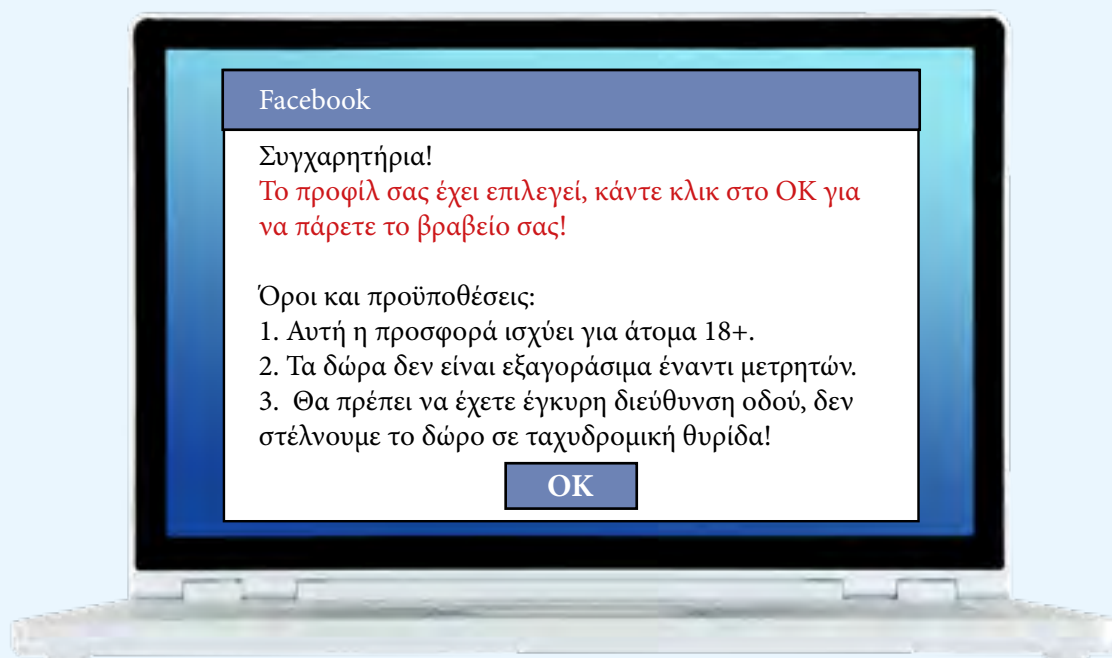 Facebook
Συγχαρητήρια!
Το προφίλ σας έχει επιλεγεί, κάντε κλικ στο ΟΚ για
να πάρετε το βραβείο σας!
Όροι και προϋποθέσεις:
1. Αυτή η προσφορά ισχύει για άτομα 18+.
2. Τα δώρα δεν είναι εξαγοράσιμα έναντι μετρητών.
3. Θα πρέπει να έχετε έγκυρη διεύθυνση οδού, δεν
στέλνουμε το δώρο σε ταχυδρομική θυρίδα!
OK